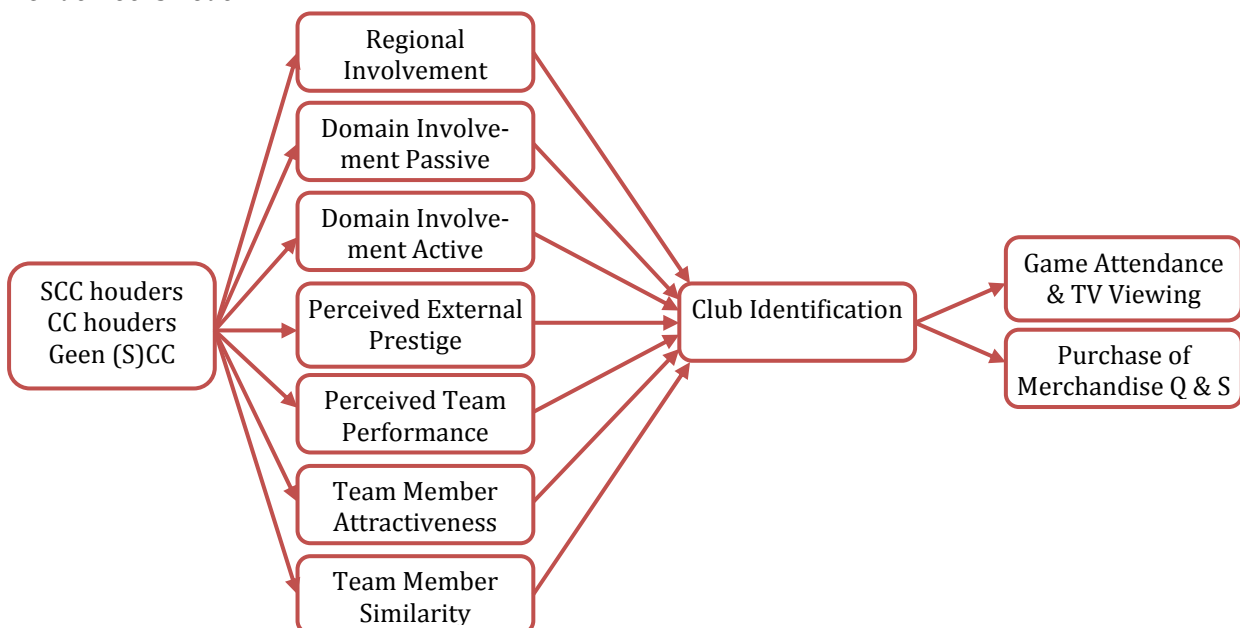 Regional
Involvement
Domain Involve-
ment Passive
Domain Involve-
ment Active
SCC houders
CC houders
Geen (S)CC
Perceived External
Prestige
Perceived Team
Performance
Team Member
Attractiveness
Team Member
Similarity
Club Identification
Game Attendance
& TV Viewing
Purchase of
Merchandise Q & S